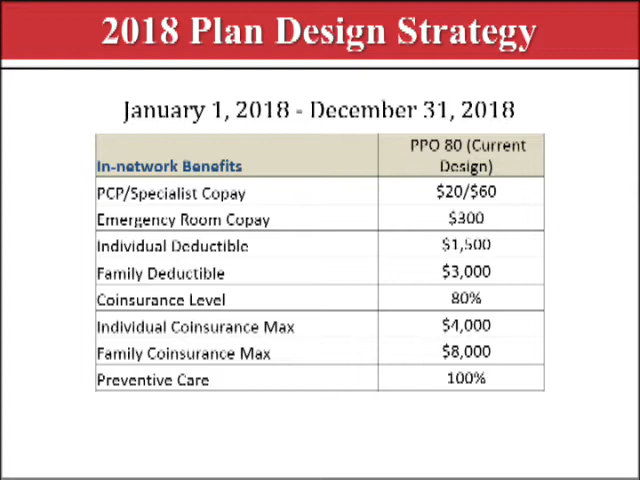 2018 Plan Design Strategy
January 1, 2018 - December 31, 2018
In-network Benefits PPO 80 (Current Design)
PCP/Specialist Copay $20/$60
Emergency Room Copay $300
Individual Deductible $1,500
Family Deductible $3,000
Coinsurance Level 80%
Individual Coinsurance Max $4,000
Family Coinsurance Max $8,000
Preventive Care 100%